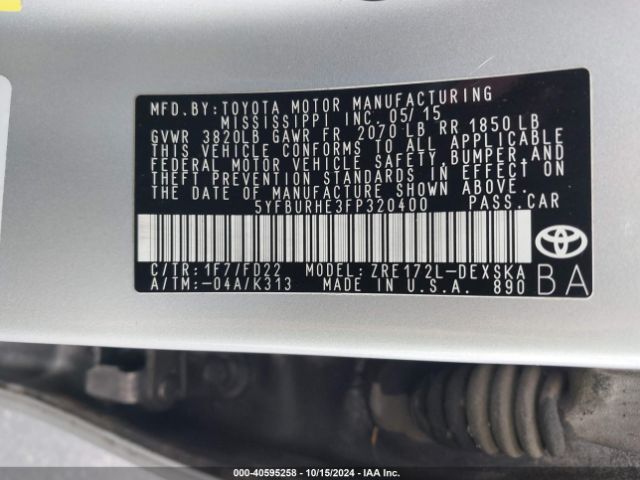 MFD.BY:TOYOTA MOTOR MANUFACTURING
MISSISSIPPI INC. 05/15
GVWR 3820LB GAWR FR 2070 LB RR 1850 LB
THIS VEHICLE CONFORMS TO ALL APPLICABLE
FEDERAL MOTOR VEHICLE SAFETY,BUMPER,AND
THEFT PREVENTION STANDARDS IN EFFECT ON
THE DATE OF MANUFACTURE SHOWN ABOVE.
5YFBURHE3FP320400 PASS.CAR
C/TR:1F7/FD22 MODEL: ZRE172L-DEXSKA
A/TM:-04A/K313 MADE IN U.S.A. 890
BA
000-40595258 - 10/15/2024 - IAA Inc.